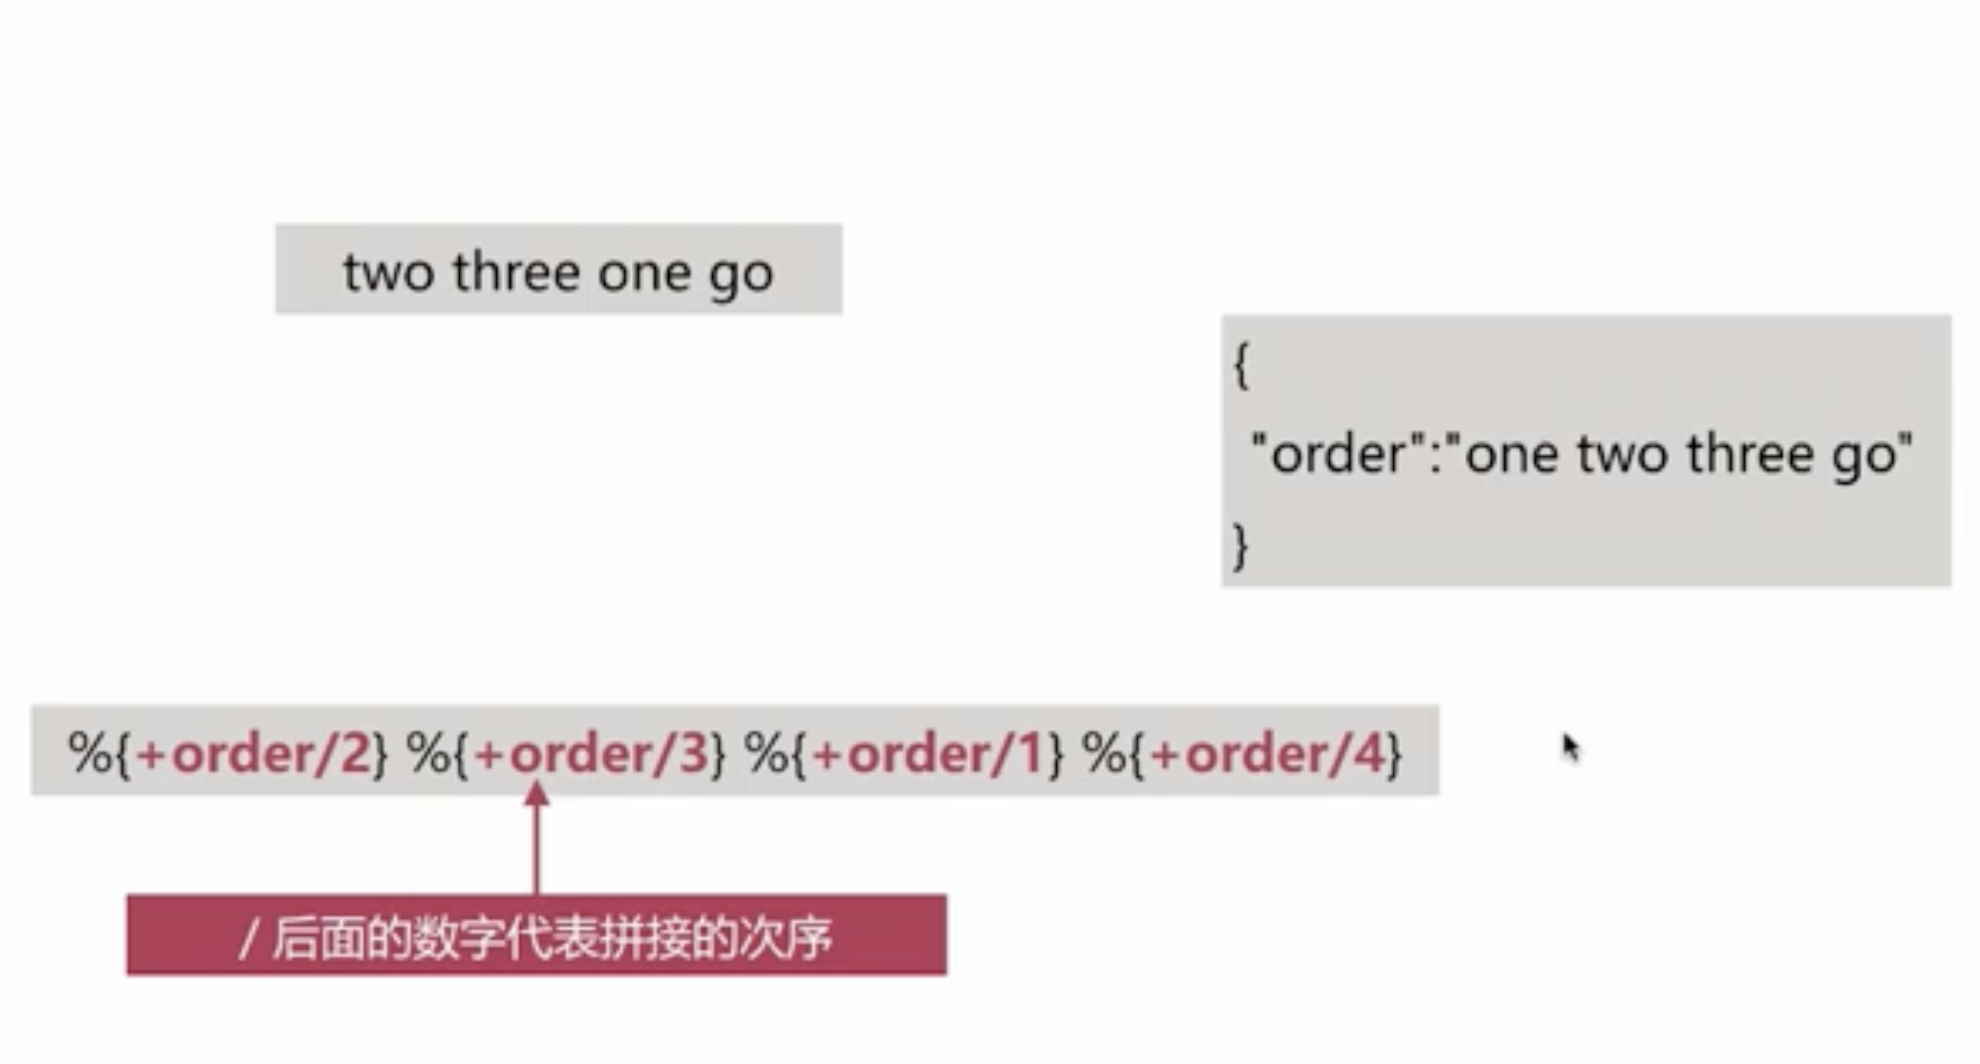 two three one go
{
"order":"one two three go"
}
%{+order/2} %{+order/3} %{+order/1} %{+order/4}
/ 后面的数字代表拼接的次序